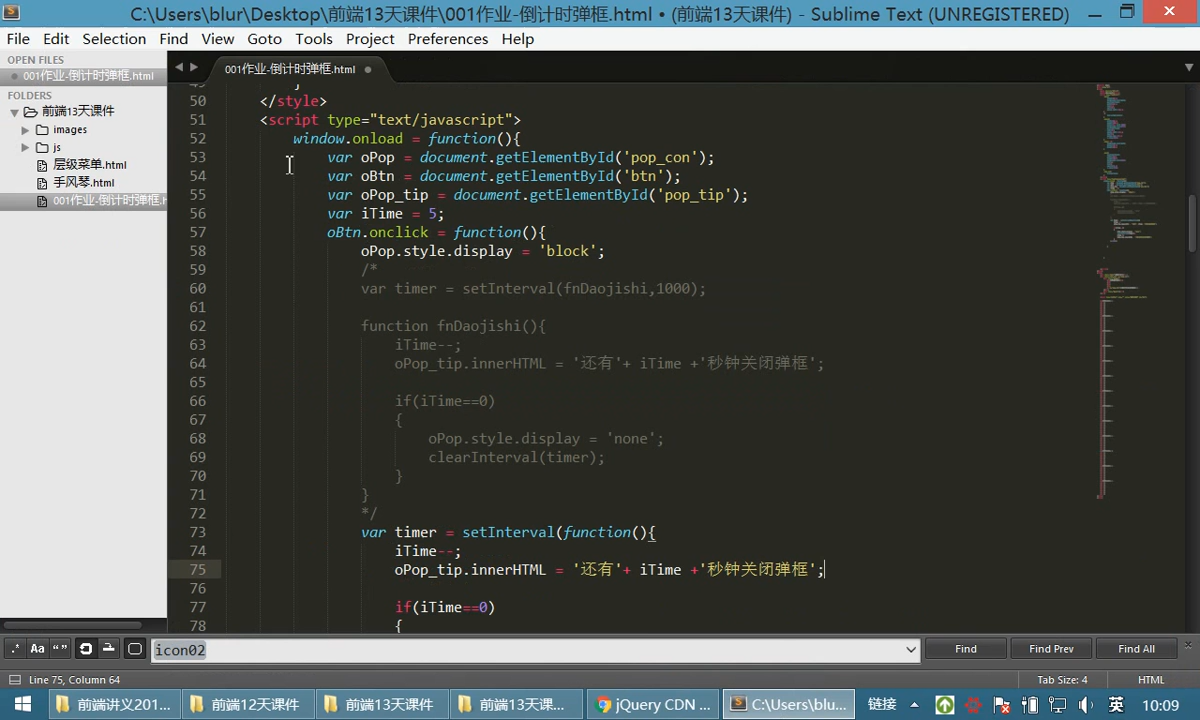 C:\Users\blur\Desktop\前端13天课件\001作业-倒计时弹框.html • (前端13天课件) - Sublime Text (UNREGISTERED)
File Edit Selection Find View Goto Tools Project Preferences Help
OPEN FILES
001作业-倒计时弹框.html
FOLDERS
前端13天课件
images
js
层级菜单.html
手风琴.html
001作业-倒计时弹框.h
001作业-倒计时弹框.html
50 </style>
51 <script type="text/javascript">
52 window.onload = function(){
53 var oPop = document.getElementById('pop_con');
54 var oBtn = document.getElementById('btn');
55 var oPop_tip = document.getElementById('pop_tip');
56 var iTime = 5;
57 oBtn.onclick = function(){
58 oPop.style.display = 'block';
59 /*
60 var timer = setInterval(fnDaojishi,1000);
61
62 function fnDaojishi(){
63 iTime--;
64 oPop_tip.innerHTML = '还有'+ iTime +'秒钟关闭弹框';
65
66 if(iTime==0)
67 {
68 oPop.style.display = 'none';
69 clearInterval(timer);
70 }
71 }
72 */
73 var timer = setInterval(function(){
74 iTime--;
75 oPop_tip.innerHTML = '还有'+ iTime +'秒钟关闭弹框';
76
77 if(iTime==0)
78 {
.* Aa “” icon02 Find Find Prev Find All
Line 75, Column 64 Tab Size: 4 HTML
前端讲义201... 前端12天课件 前端13天课件 前端13天课... jQuery CDN ... C:\Users\blu... 链接 英 10:09